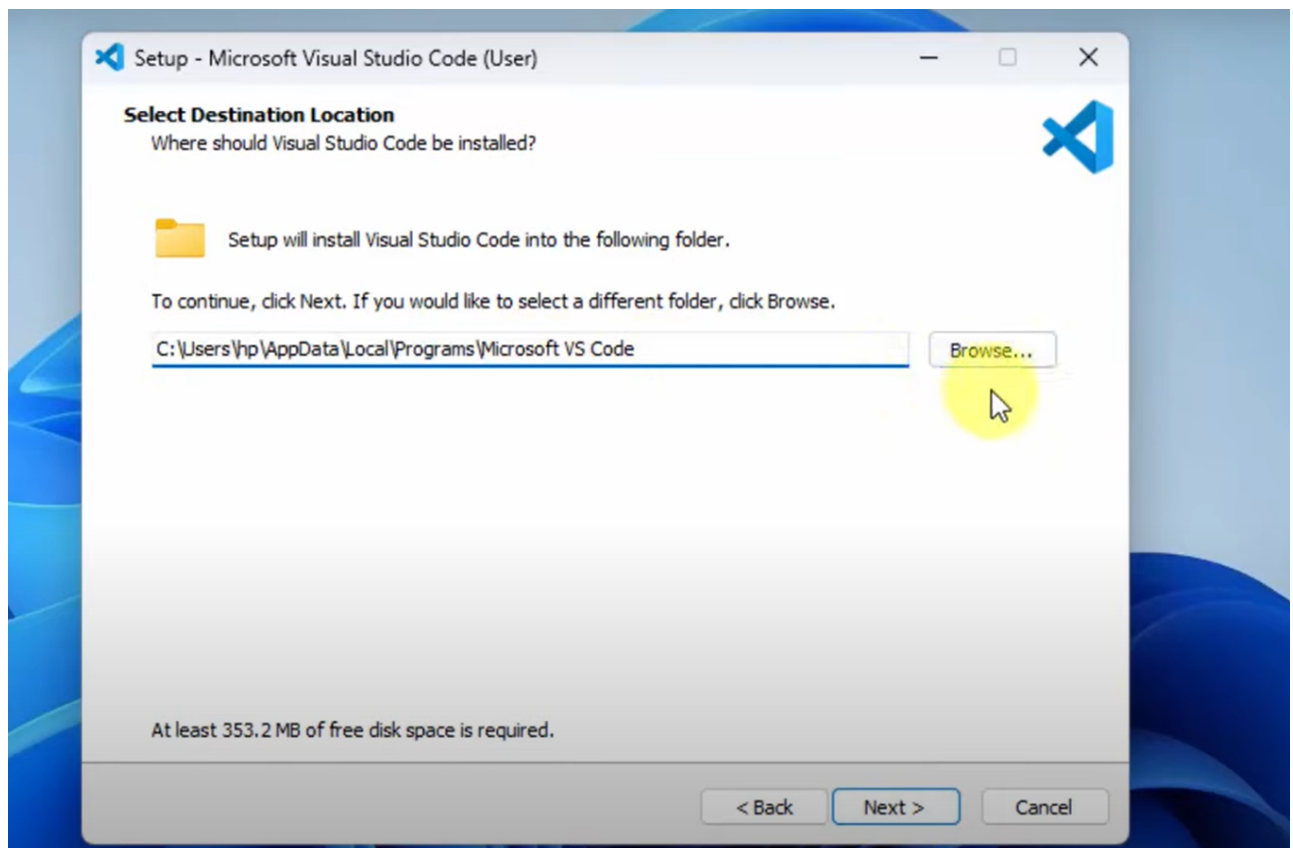 Setup - Microsoft Visual Studio Code (User)
Select Destination Location
Where should Visual Studio Code be installed?
Setup will install Visual Studio Code into the following folder.
To continue, click Next. If you would like to select a different folder, click Browse.
C:\Users\hp\AppData\Local\Programs\Microsoft VS Code
Browse...
At least 353.2 MB of free disk space is required.
< Back
Next >
Cancel